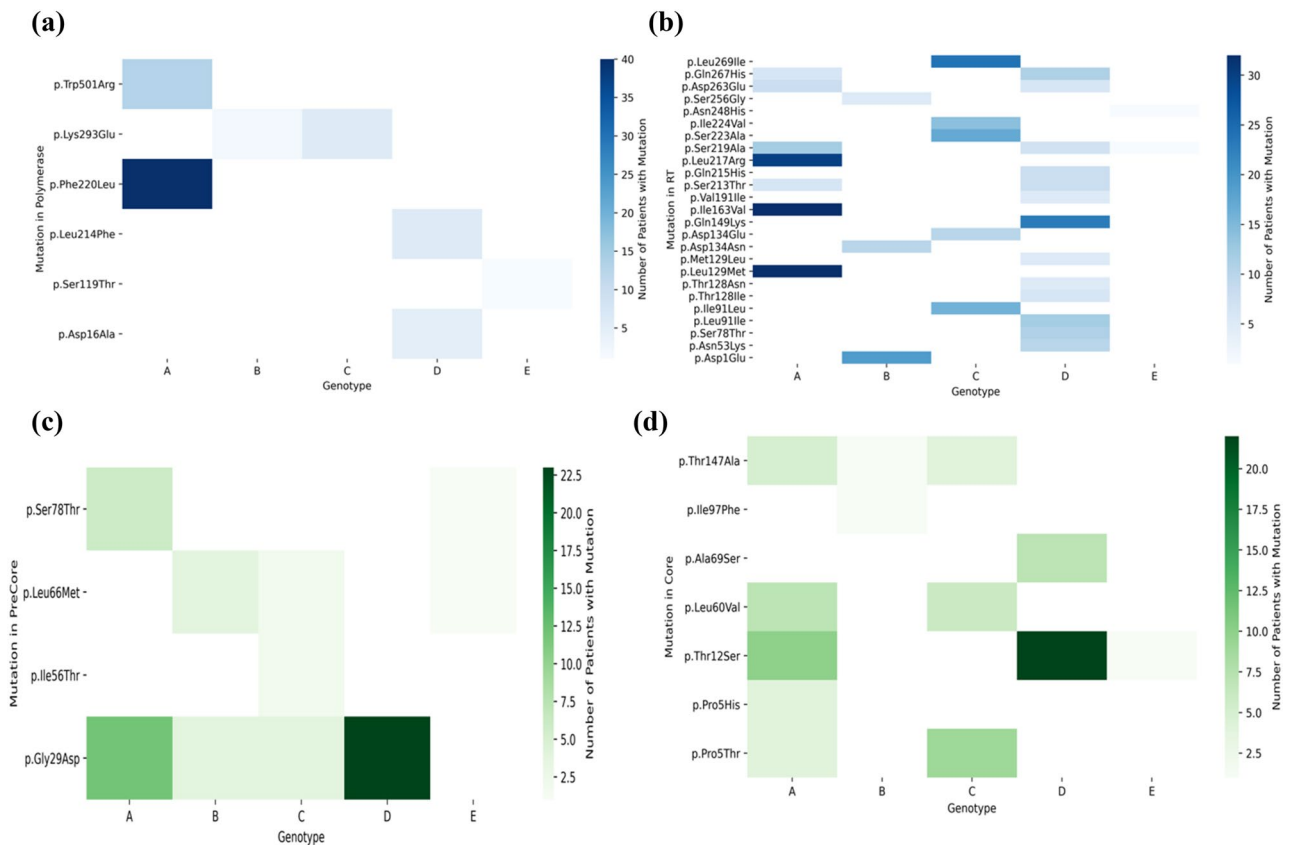 (a)
Mutation in Polymerase
p.Trp501Arg
p.Lys293Glu
p.Phe220Leu
p.Leu214Phe
p.Ser119Thr
p.Asp16Ala
A B C D E
Genotype
40
35
30
25
20
15
10
5
Number of Patients with Mutation
(b)
Mutation in RT
p.Leu269Ile
p.Gln267His
p.Asp263Glu
p.Ser256Gly
p.Asn248His
p.Ile224Val
p.Ser223Ala
p.Ser219Ala
p.Leu217Arg
p.Gln215His
p.Ser213Thr
p.Val191Ile
p.Ile163Val
p.Gln149Lys
p.Asp134Glu
p.Asp134Asn
p.Met129Leu
p.Leu129Met
p.Thr128Asn
p.Thr128Ile
p.Ile91Leu
p.Leu91Ile
p.Ser78Thr
p.Asn53Lys
p.Asp1Glu
A B C D E
Genotype
30
25
20
15
10
5
Number of Patients with Mutation
(c)
Mutation in PreCore
p.Ser78Thr
p.Leu66Met
p.Ile56Thr
p.Gly29Asp
A B C D E
Genotype
22.5
20.0
17.5
15.0
12.5
10.0
7.5
5.0
2.5
Number of Patients with Mutation
(d)
Mutation in Core
p.Thr147Ala
p.Ile97Phe
p.Ala69Ser
p.Leu60Val
p.Thr12Ser
p.Pro5His
p.Pro5Thr
A B C D E
Genotype
20.0
17.5
15.0
12.5
10.0
7.5
5.0
2.5
Number of Patients with Mutation